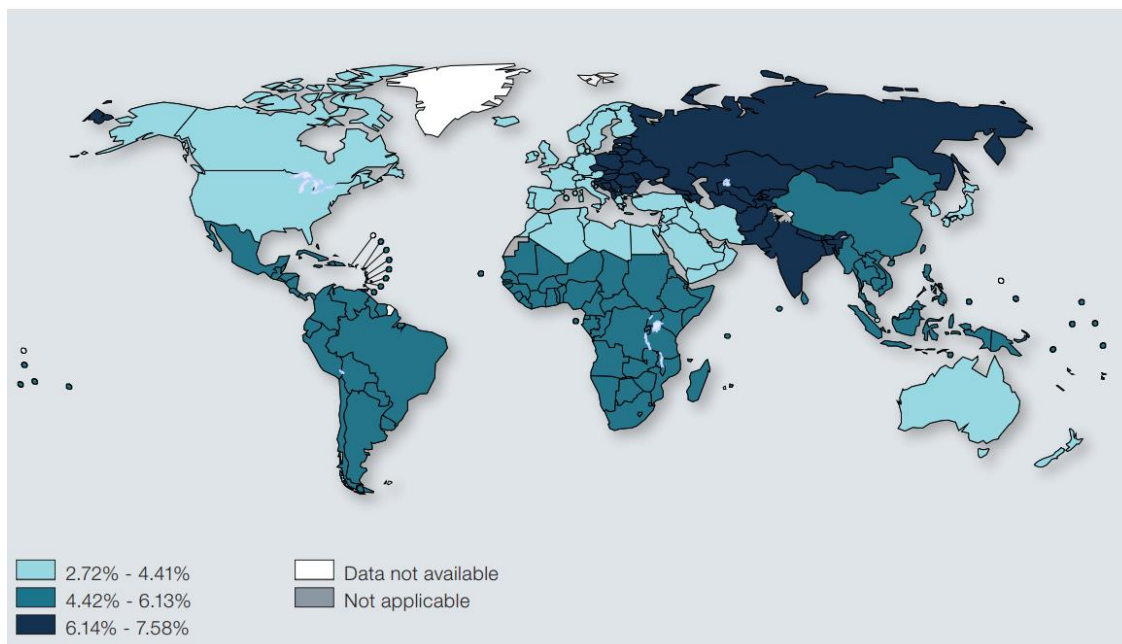 2.72% - 4.41%
4.42% - 6.13%
6.14% - 7.58%
Data not available
Not applicable